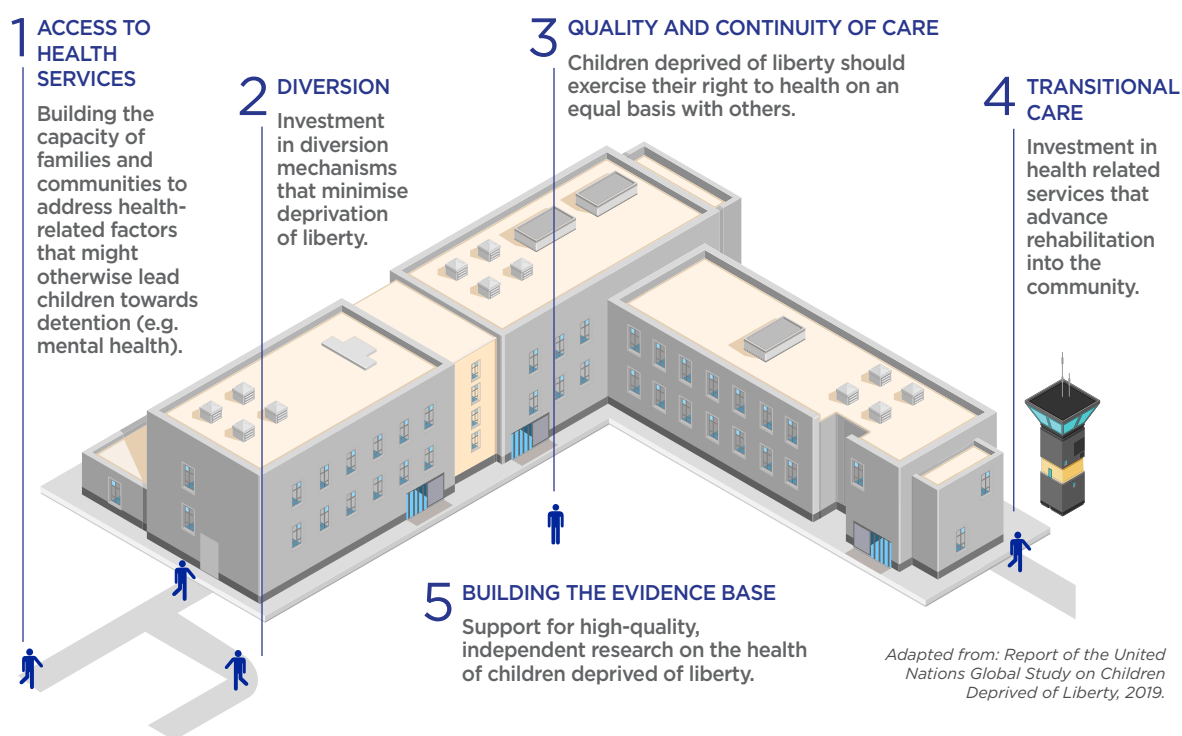 1
ACCESS TO
HEALTH
SERVICES
Building the
capacity of
families and
communities to
address health-
related factors
that might
otherwise lead
children towards
detention (e.g.
mental health).
2
DIVERSION
Investment
in diversion
mechanisms
that minimise
deprivation
of liberty.
3
QUALITY AND CONTINUITY OF CARE
Children deprived of liberty should
exercise their right to health on an
equal basis with others.
4
TRANSITIONAL
CARE
Investment in
health related
services that
advance
rehabilitation
into the
community.
5
BUILDING THE EVIDENCE BASE
Support for high-quality,
independent research on the health
of children deprived of liberty.
Adapted from: Report of the United
Nations Global Study on Children
Deprived of Liberty, 2019.